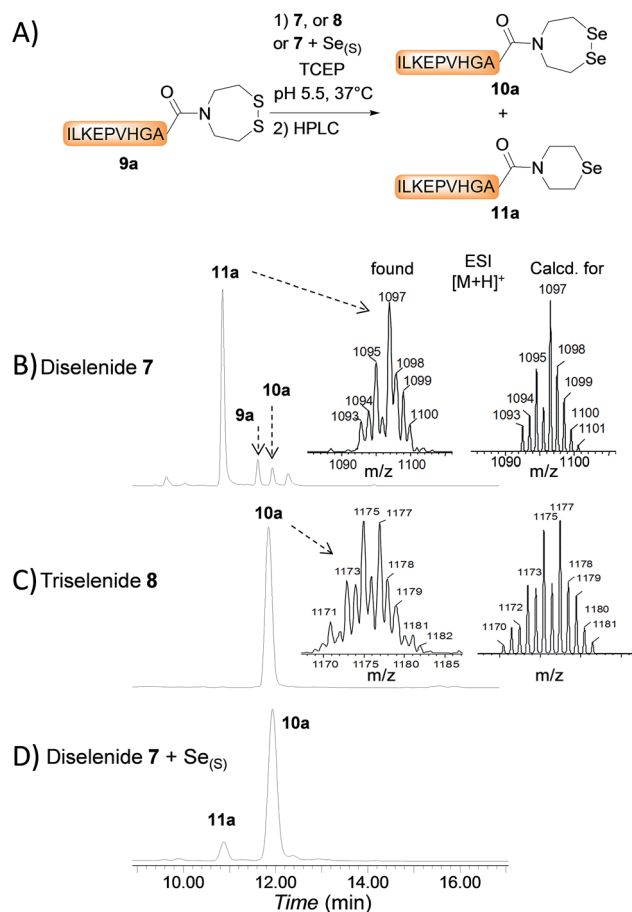 A)
1) 7, or 8
or 7 + Se(S)
TCEP
pH 5.5, 37°C
2) HPLC
ILKEPVHGA
O
N
S
S
9a
ILKEPVHGA
O
N
Se
Se
10a
+
ILKEPVHGA
O
N
Se
11a
B) Diselenide 7
11a
9a
10a
found
ESI
[M+H]+
Calcd. for
1097
1095
1098
1099
1094
1093
1100
1090
1100
m/z
1097
1095
1098
1094
1099
1093
1100
1101
1090
1100
m/z
C) Triselenide 8
10a
1175
1177
1173
1178
1179
1171
1181
1182
1170
1175
1180
1185
m/z
1177
1175
1173
1178
1179
1172
1180
1170
1181
m/z
D) Diselenide 7 + Se(S)
10a
11a
10.00
12.00
14.00
16.00
Time (min)